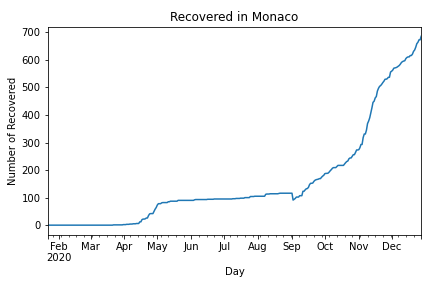 Recovered in Monaco
Number of Recovered
700
600
500
400
300
200
100
0
Feb Mar Apr May Jun Jul Aug Sep Oct Nov Dec
2020
Day